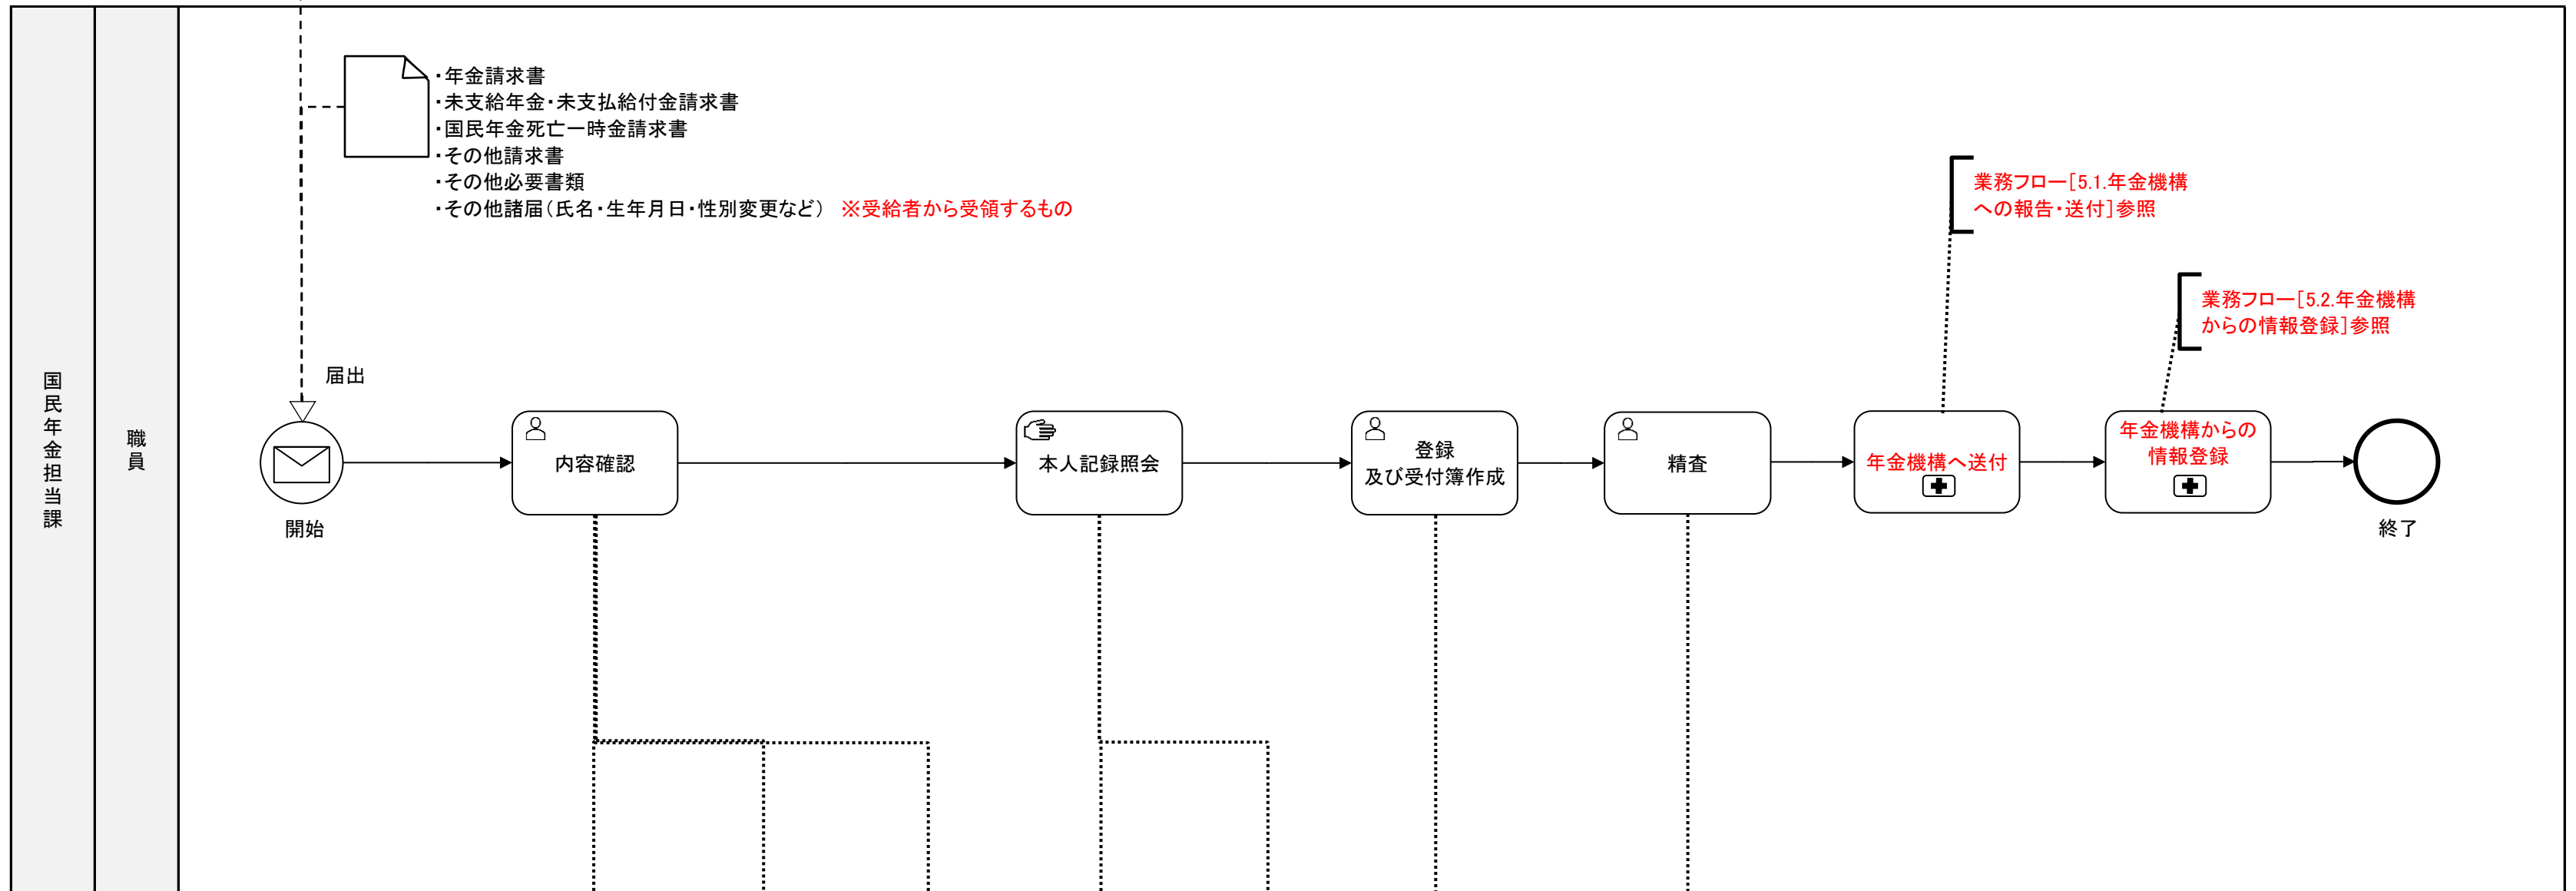 国民年金担当課
職員
・年金請求書
・未支給年金・未支払給付金請求書
・国民年金死亡一時金請求書
・その他請求書
・その他必要書類
・その他諸届（氏名・生年月日・性別変更など） ※受給者から受領するもの
業務フロー［5.1.年金機構
への報告・送付］参照
業務フロー［5.2.年金機構
からの情報登録］参照
届出
開始
内容確認
本人記録照会
登録
及び受付簿作成
精査
年金機構へ送付
年金機構からの
情報登録
終了